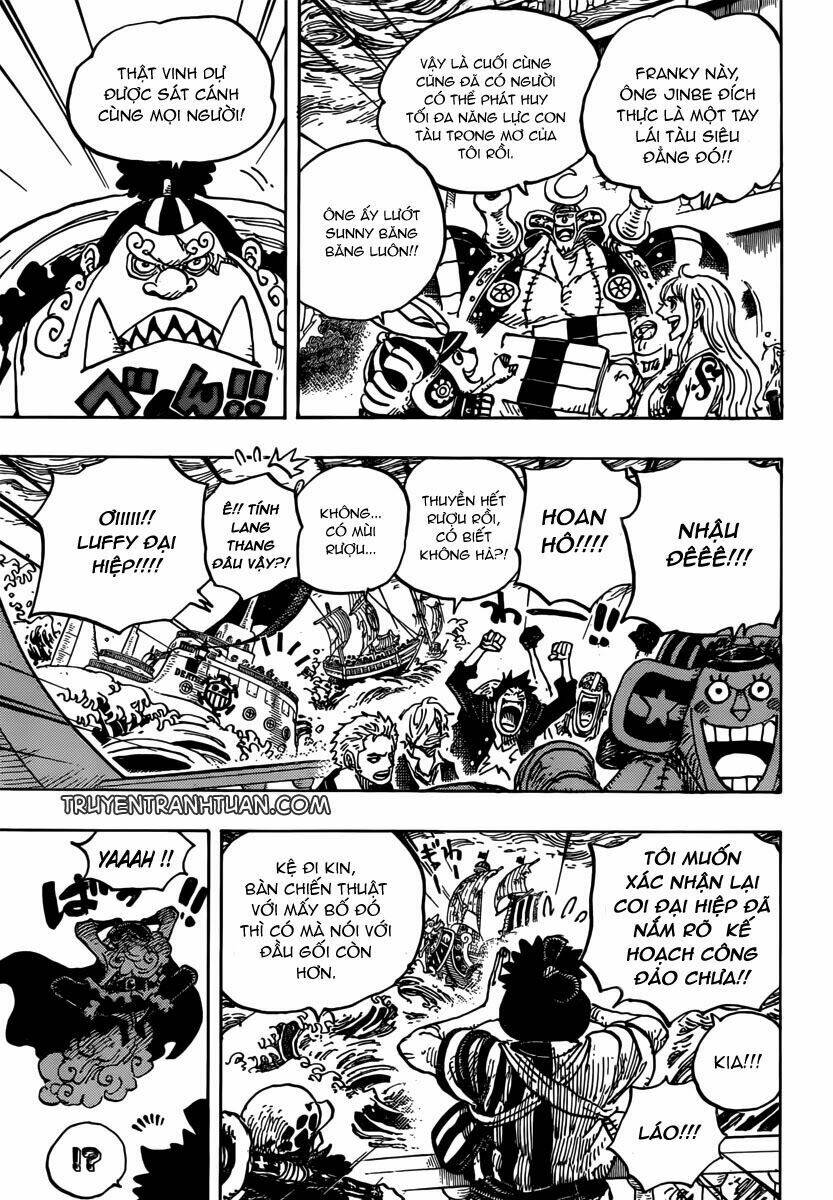 FRANKY NÀY,
ÔNG JINBE ĐÍCH
THỰC LÀ MỘT TAY
LÁI TÀU SIÊU
ĐẲNG ĐÓ!!
VẬY LÀ CUỐI CÙNG
CŨNG ĐÃ CÓ NGƯỜI
CÓ THỂ PHÁT HUY
TỐI ĐA NĂNG LỰC CON
TÀU TRONG MƠ CỦA
TÔI RỒI.
ÔNG ẤY LƯỚT
SUNNY BĂNG
BĂNG LUÔN!!
THẬT VINH DỰ
ĐƯỢC SÁT CÁNH
CÙNG MỌI NGƯỜI!
べーん!!
NHẬU
ĐÊÊÊ!!!
HOAN
HÔ!!!!
THUYỀN HẾT
RƯỢU RỒI,
CÓ BIẾT
KHÔNG HẢ?!
KHÔNG...
CÓ MÙI
RƯỢU...
Ê!! TÍNH
LANG
THANG
ĐÂU VẬY?!
ƠIIIII!!
LUFFY ĐẠI
HIỆP!!!!
DEATH
TRUYENTRANHTUAN.COM
TÔI MUỐN
XÁC NHẬN LẠI
COI ĐẠI HIỆP ĐÃ
NẮM RÕ KẾ
HOẠCH CÔNG
ĐẢO CHƯA!!
KIA!!!
LÁO!!!
KỆ ĐI KIN,
BÀN CHIẾN THUẬT
VỚI MẤY BỐ ĐÓ
THÌ CÓ MÀ NÓI VỚI
ĐẦU GỐI CÒN
HƠN.
YAAAH !!
ばっ!!
!?